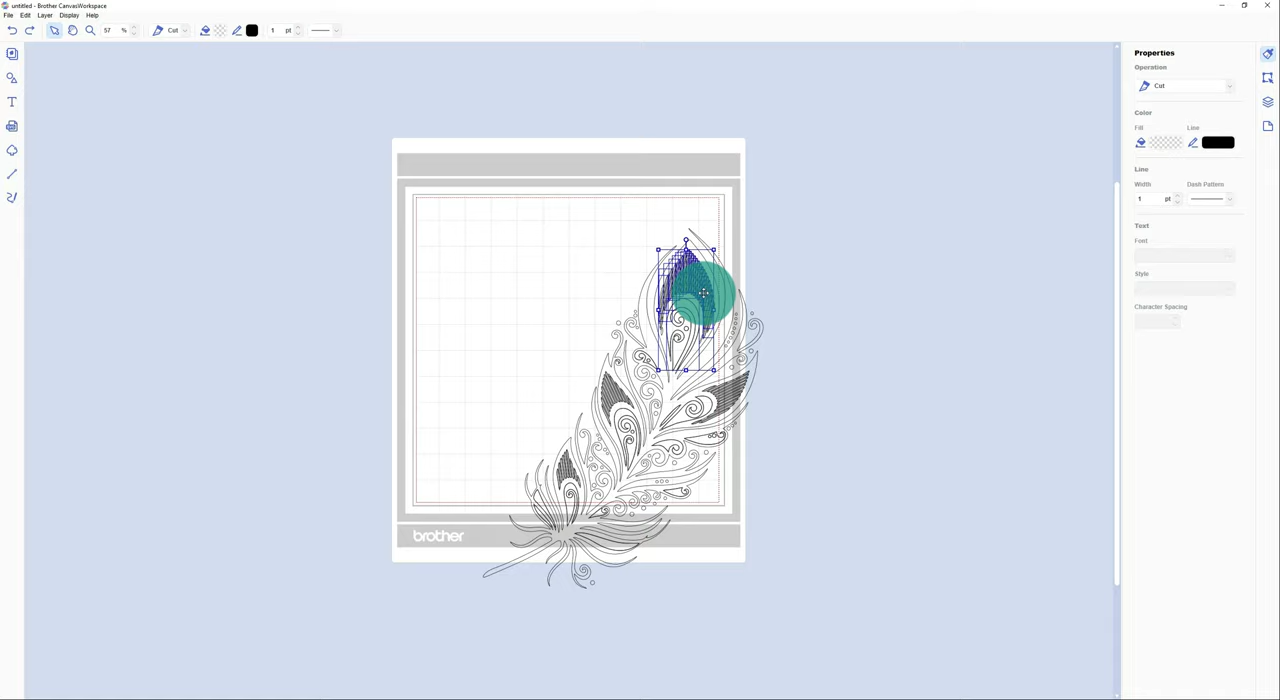 untitled - Brother CanvasWorkspace
File Edit Layer Display Help
57 % Cut 1 pt
Properties
Operation
Cut
Color
Fill Line
Line
Width Dash Pattern
1 pt
Text
Font
Style
Character Spacing
brother